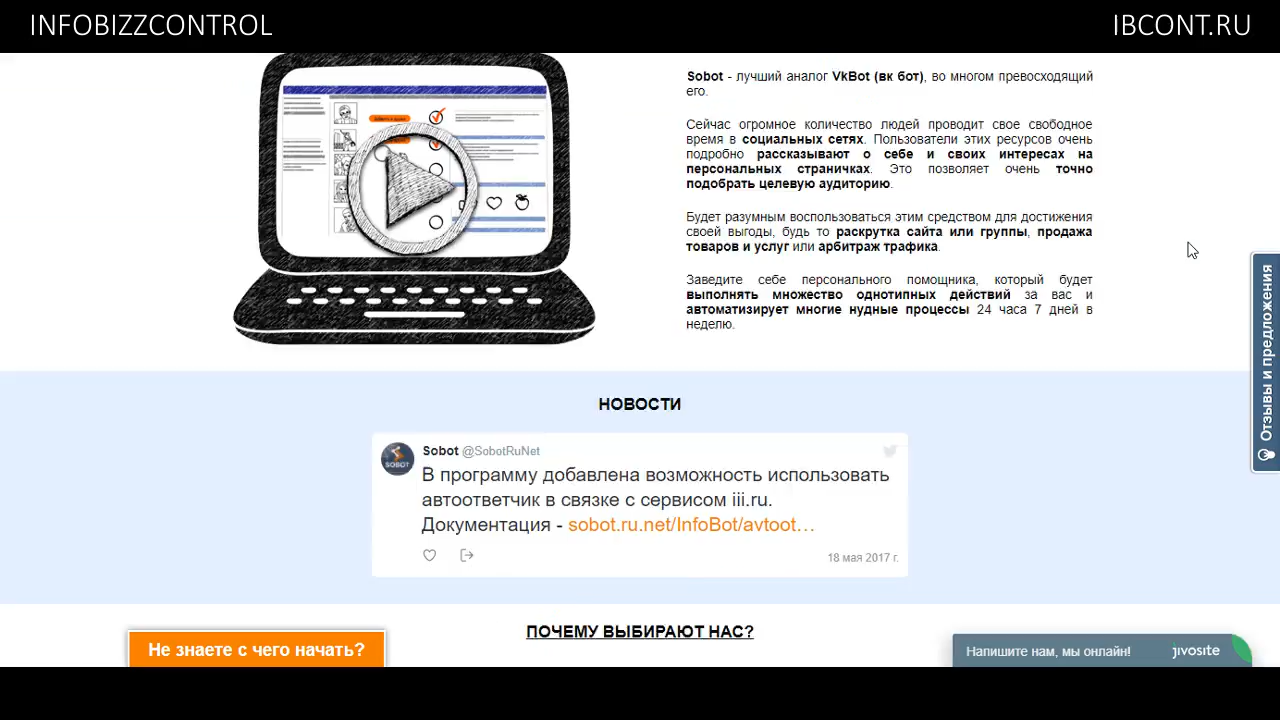 INFOBIZZCONTROL
IBCONT.RU
Sobot - лучший аналог VkBot (вк бот), во многом превосходящий
его.
Сейчас огромное количество людей проводит свое свободное
время в социальных сетях. Пользователи этих ресурсов очень
подробно рассказывают о себе и своих интересах на
персональных страничках. Это позволяет очень точно
подобрать целевую аудиторию.
Будет разумным воспользоваться этим средством для достижения
своей выгоды, будь то раскрутка сайта или группы, продажа
товаров и услуг или арбитраж трафика.
Заведите себе персонального помощника, который будет
выполнять множество однотипных действий за вас и
автоматизирует многие нудные процессы 24 часа 7 дней в
неделю.
Отзывы и предложения
НОВОСТИ
Sobot @SobotRuNet
SOBOT
В программу добавлена возможность использовать
автоответчик в связке с сервисом iii.ru.
Документация - sobot.ru.net/InfoBot/avtoot…
18 мая 2017 г.
ПОЧЕМУ ВЫБИРАЮТ НАС?
Не знаете с чего начать?
Напишите нам, мы онлайн!
jivosite